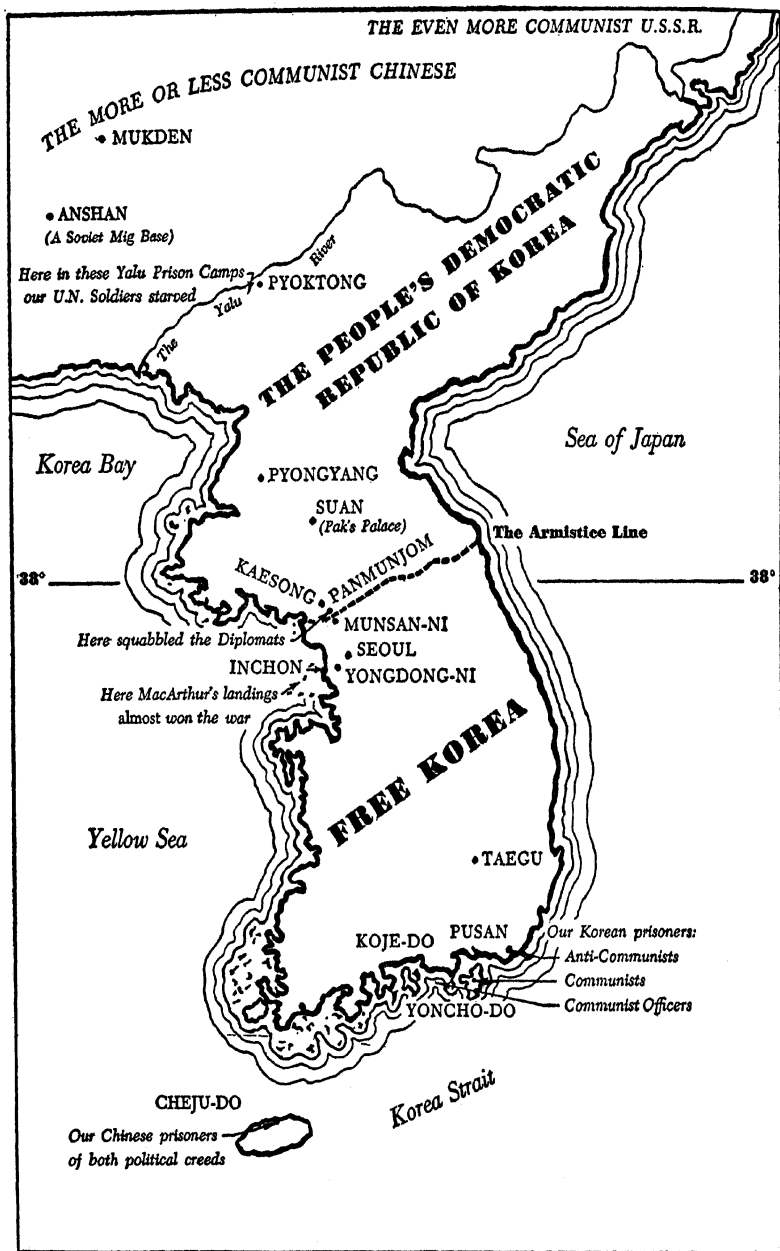 THE EVEN MORE COMMUNIST U.S.S.R.
THE MORE OR LESS COMMUNIST CHINESE
MUKDEN
ANSHAN
(A Soviet Mig Base)
Here in these Yalu Prison Camps
our U.N. Soldiers starved
PYOKTONG
The Yalu River
THE PEOPLE'S DEMOCRATIC
REPUBLIC OF KOREA
Korea Bay
Sea of Japan
PYONGYANG
SUAN
(Pak's Palace)
The Armistice Line
KAESONG
PANMUNJOM
38°
38°
Here squabbled the Diplomats
MUNSAN-NI
SEOUL
INCHON
YONGDONG-NI
Here MacArthur's landings
almost won the war
FREE KOREA
Yellow Sea
TAEGU
KOJE-DO
PUSAN
Our Korean prisoners:
Anti-Communists
Communists
Communist Officers
YONCHO-DO
CHEJU-DO
Korea Strait
Our Chinese prisoners
of both political creeds